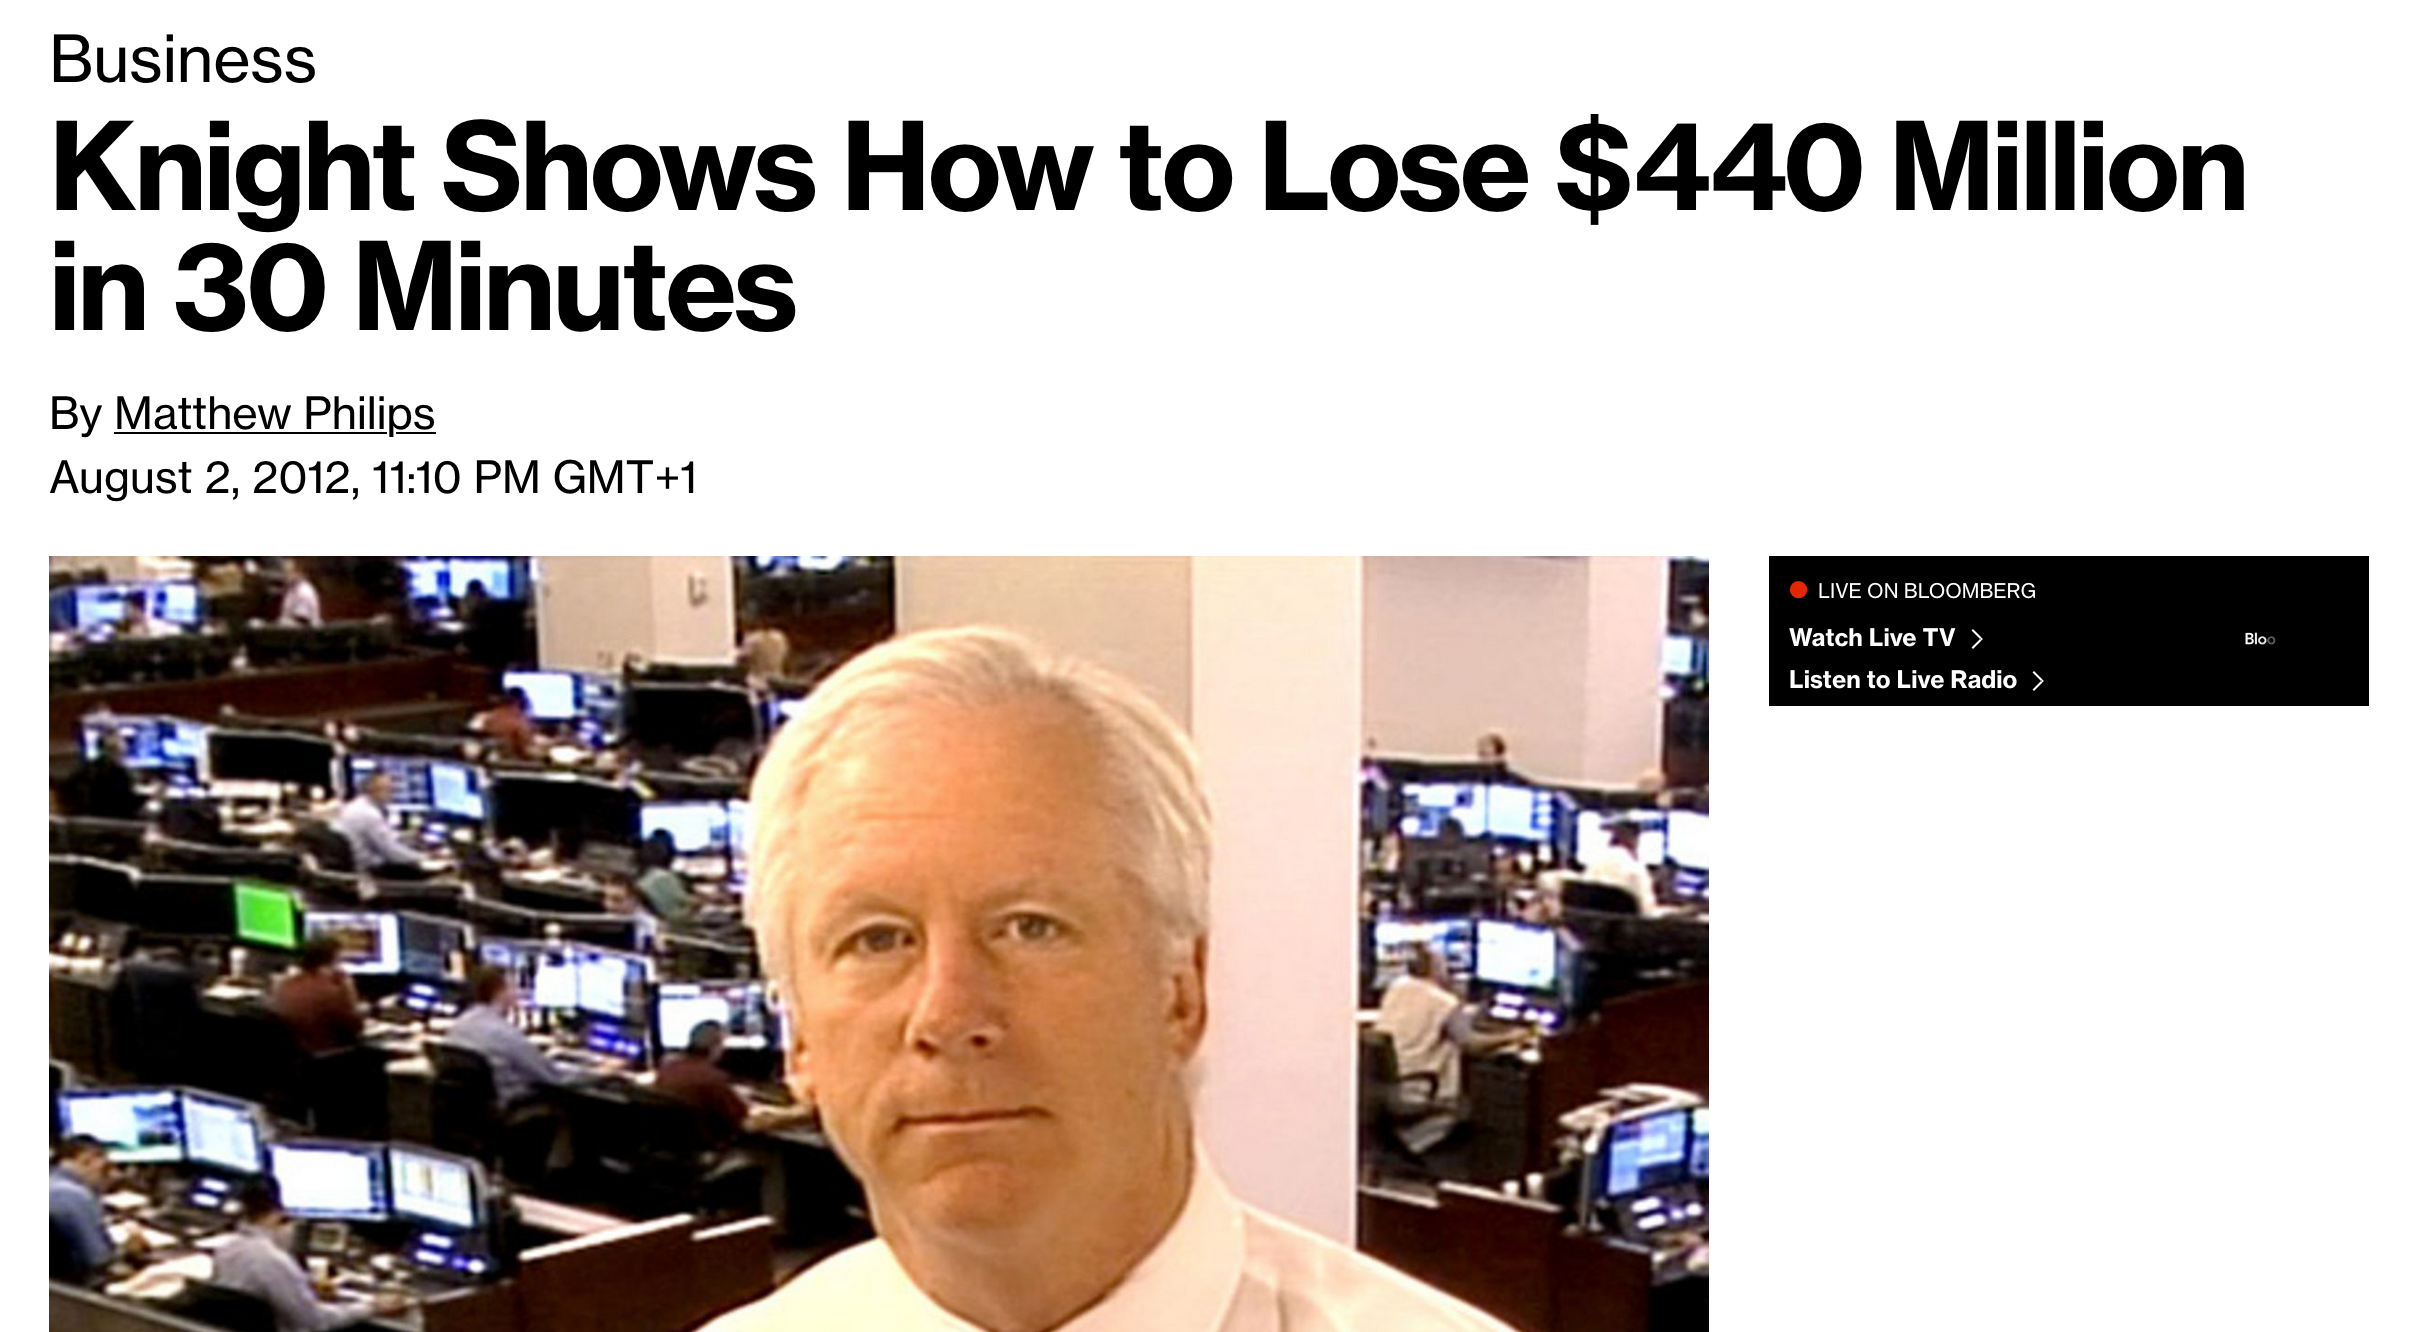 Business
Knight Shows How to Lose $440 Million
in 30 Minutes
By Matthew Philips
August 2, 2012, 11:10 PM GMT+1
LIVE ON BLOOMBERG
Watch Live TV
Listen to Live Radio
Bloo